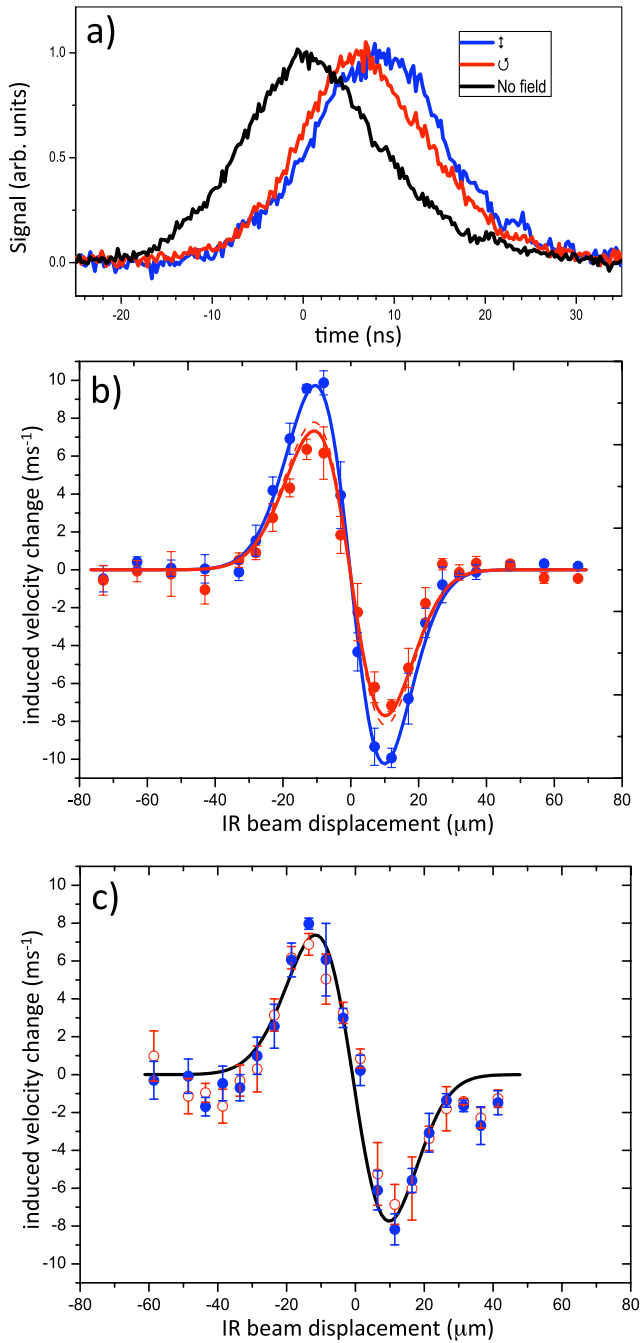 a)
Signal (arb. units)
1.0
0.5
0.0
↕
↺
No field
-20 -10 0 10 20 30
time (ns)
b)
induced velocity change (ms-1)
10
8
6
4
2
0
-2
-4
-6
-8
-10
-80 -60 -40 -20 0 20 40 60 80
IR beam displacement (μm)
c)
induced velocity change (ms-1)
10
8
6
4
2
0
-2
-4
-6
-8
-10
-80 -60 -40 -20 0 20 40 60 80
IR beam displacement (μm)